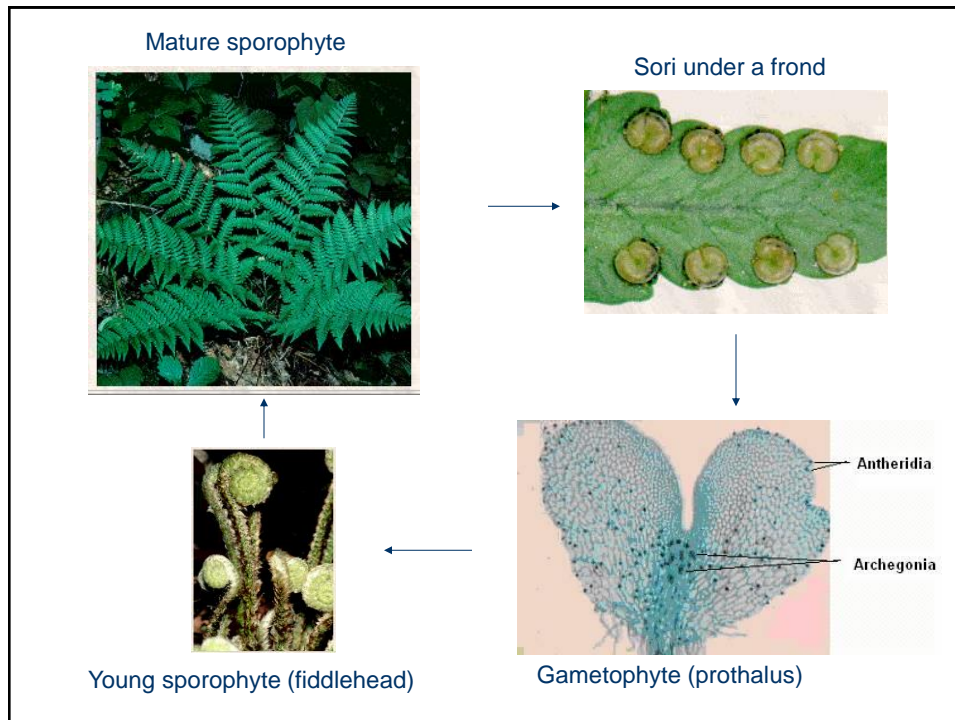 Mature sporophyte
Sori under a frond
Antheridia
Archegonia
Young sporophyte (fiddlehead)
Gametophyte (prothalus)